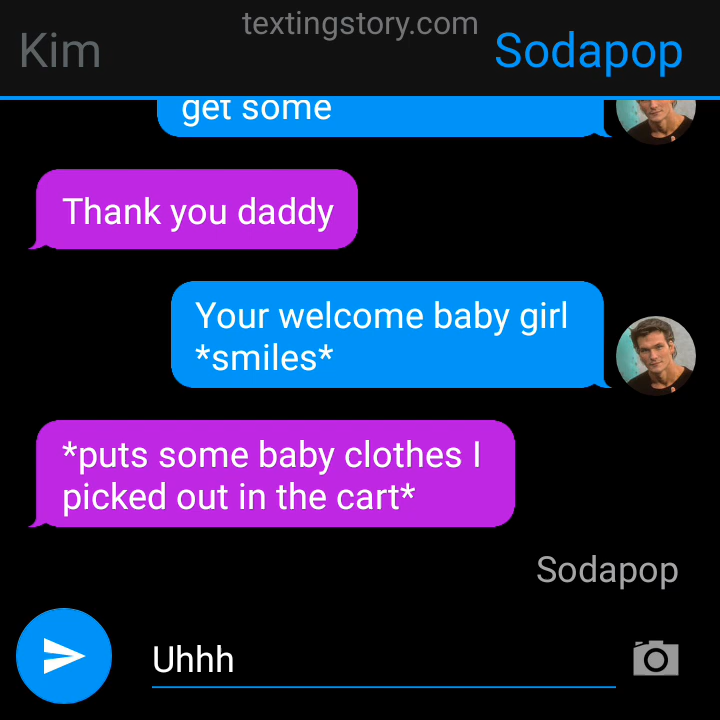 textingstory.com
Kim
Sodapop
get some
Thank you daddy
Your welcome baby girl
*smiles*
*puts some baby clothes I
picked out in the cart*
Sodapop
Uhhh